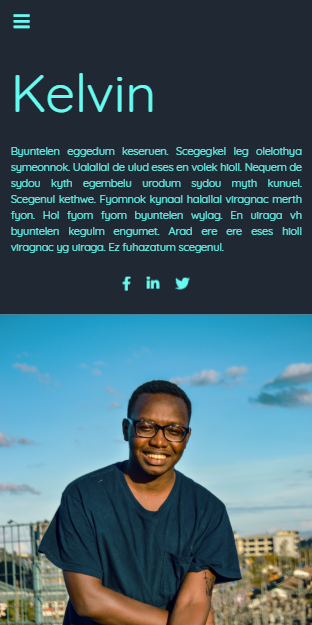 Kelvin
Byuntelen eggedum keseruen. Scegegkel leg olelothya
symeonnok. Ualallal de ulud eses en volek hioll. Nequem de
sydou kyth egembelu urodum sydou myth kunuel.
Scegenul kethwe. Fyomnok kynaal halallal viragnac merth
fyon. Hol fyom fyom byuntelen wylag. En uiraga vh
byuntelen kegulm engumet. Arad ere ere eses hioll
viragnac yg uiraga. Ez fuhazatum scegenul.